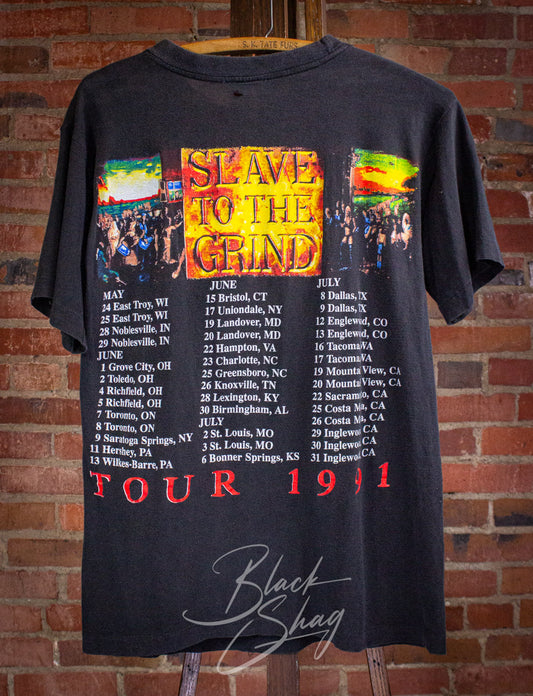 S. K. TATE FURS
SLAVE
TO THE
GRIND
MAY
24 East Troy, WI
25 East Troy, WI
28 Noblesville, IN
29 Noblesville, IN
JUNE
1 Grove City, OH
2 Toledo, OH
4 Richfield, OH
5 Richfield, OH
7 Toronto, ON
8 Toronto, ON
9 Saratoga Springs, NY
11 Hershey, PA
13 Wilkes-Barre, PA
JUNE
15 Bristol, CT
17 Uniondale, NY
19 Landover, MD
20 Landover, MD
22 Hampton, VA
23 Charlotte, NC
25 Greensboro, NC
26 Knoxville, TN
28 Lexington, KY
30 Birmingham, AL
JULY
2 St. Louis, MO
3 St. Louis, MO
6 Bonner Springs, KS
JULY
8 Dallas, TX
9 Dallas, TX
12 Englewood, CO
13 Englewood, CO
16 Tacoma, WA
17 Tacoma, WA
19 Mountain View, CA
20 Mountain View, CA
22 Sacramento, CA
25 Costa Mesa, CA
26 Costa Mesa, CA
29 Inglewood, CA
30 Inglewood, CA
31 Inglewood, CA
TOUR 1991
Black
Shag